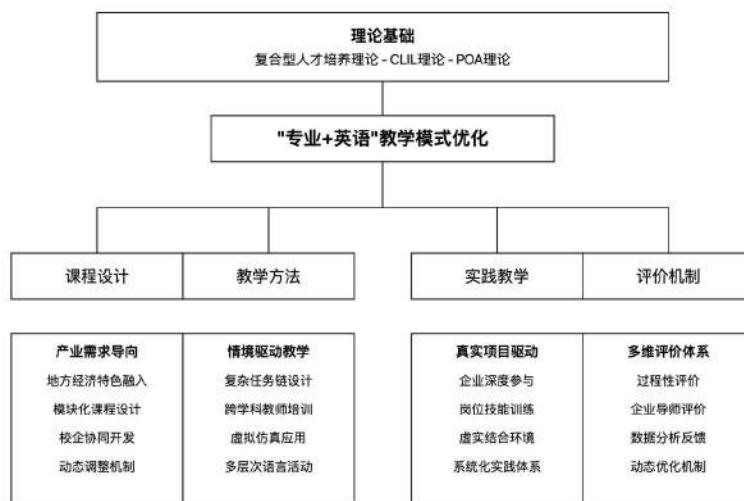 理论基础
复合型人才培养理论 - CLIL理论 - POA理论
"专业+英语"教学模式优化
课程设计
教学方法
实践教学
评价机制
产业需求导向
地方经济特色融入
模块化课程设计
校企协同开发
动态调整机制
情境驱动教学
复杂任务链设计
跨学科教师培训
虚拟仿真应用
多层次语言活动
真实项目驱动
企业深度参与
岗位技能训练
虚实结合环境
系统化实践体系
多维评价体系
过程性评价
企业导师评价
数据分析反馈
动态优化机制